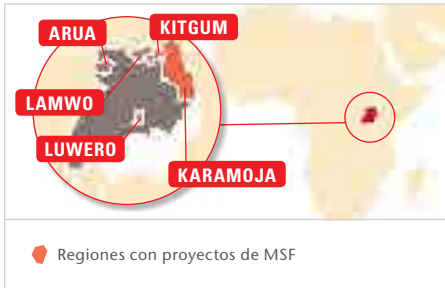 ARUA
KITGUM
LAMWO
LUWERO
KARAMOJA
Regiones con proyectos de MSF